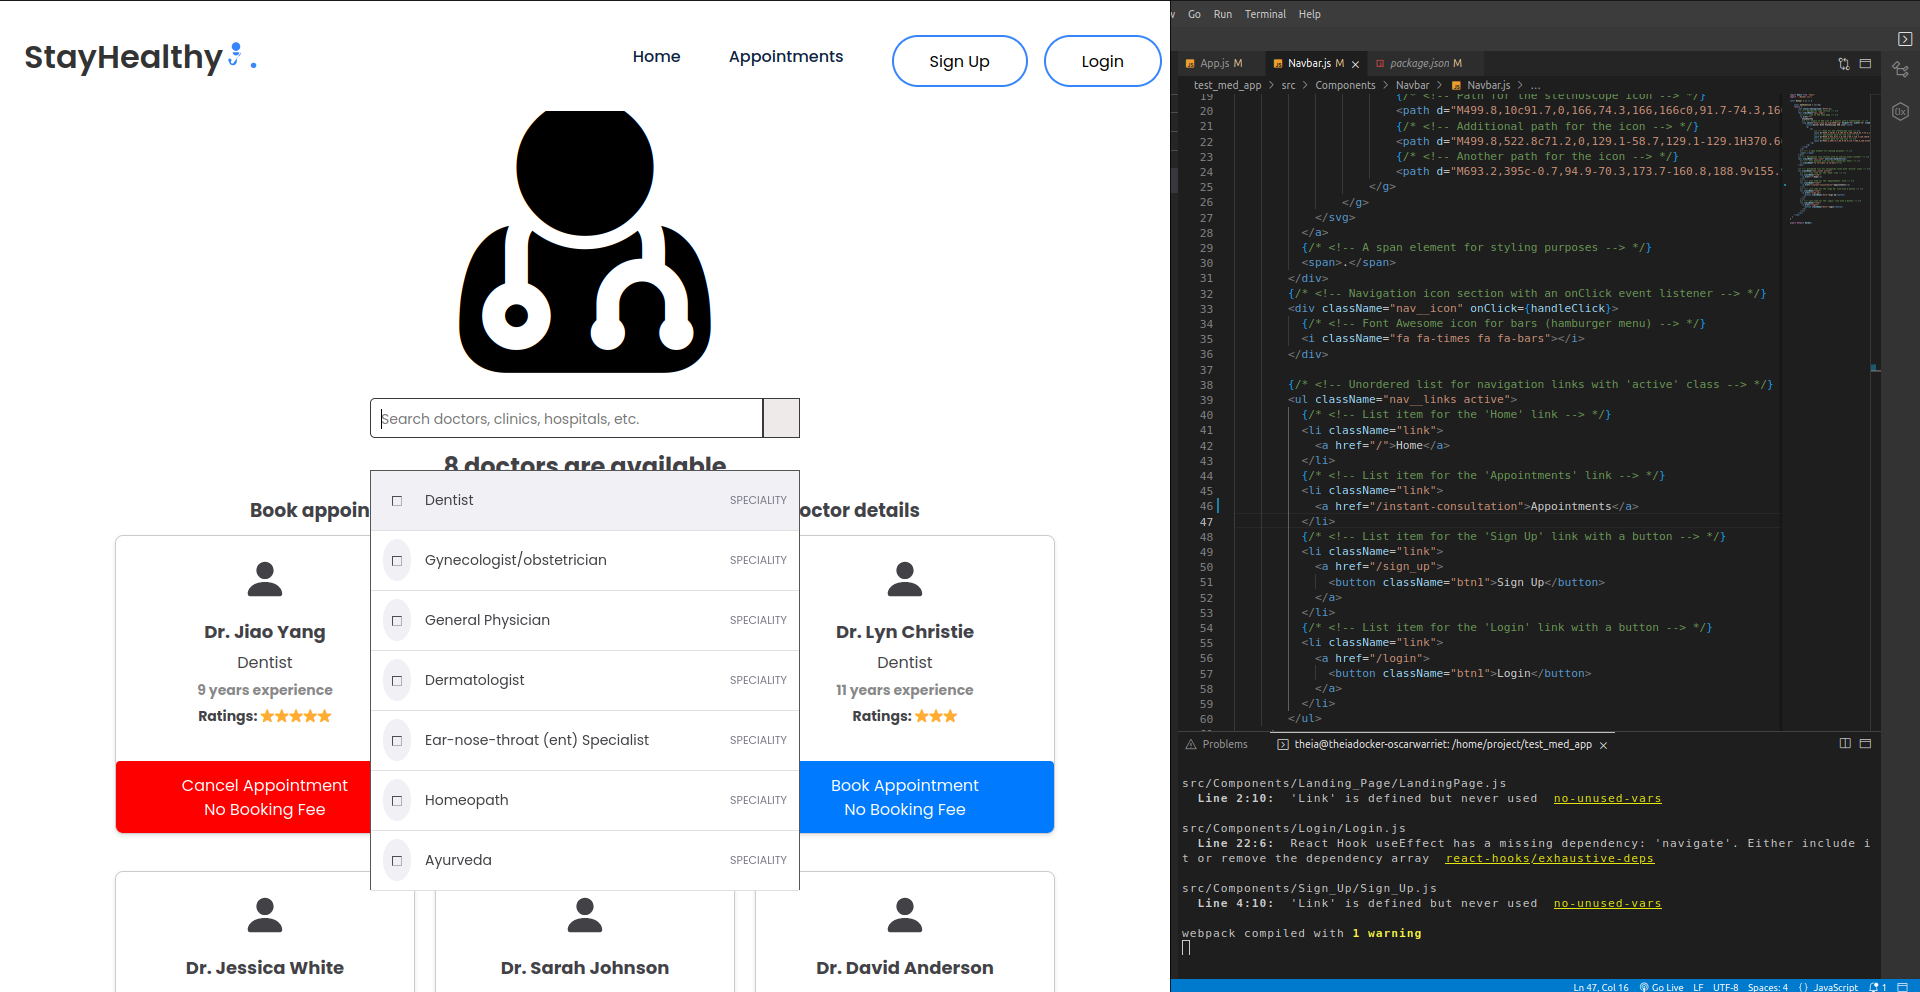 StayHealthy .
Home
Appointments
Sign Up
Login
Search doctors, clinics, hospitals, etc.
8 doctors are available
Book appoin
octor details
Dentist SPECIALITY
Gynecologist/obstetrician SPECIALITY
General Physician SPECIALITY
Dermatologist SPECIALITY
Ear-nose-throat (ent) Specialist SPECIALITY
Homeopath SPECIALITY
Ayurveda SPECIALITY
Dr. Jiao Yang
Dentist
9 years experience
Ratings:
Cancel Appointment
No Booking Fee
Dr. Lyn Christie
Dentist
11 years experience
Ratings:
Book Appointment
No Booking Fee
Dr. Jessica White
Dr. Sarah Johnson
Dr. David Anderson
Go Run Terminal Help
App.js M
Navbar.js M
package.json M
test_med_app > src > Components > Navbar > Navbar.js > ...
19 {/* <!-- Path for the stethoscope icon --> */}
20 <path d="M499.8,10c91.7,0,166,74.3,166,166c0,91.7-74.3,16
21 {/* <!-- Additional path for the icon --> */}
22 <path d="M499.8,522.8c71.2,0,129.1-58.7,129.1-129.1H370.6
23 {/* <!-- Another path for the icon --> */}
24 <path d="M693.2,395c-0.7,94.9-70.3,173.7-160.8,188.9v155.
25 </g>
26 </g>
27 </svg>
28 </a>
29 {/* <!-- A span element for styling purposes --> */}
30 <span>.</span>
31 </div>
32 {/* <!-- Navigation icon section with an onClick event listener --> */}
33 <div className="nav__icon" onClick={handleClick}>
34 {/* <!-- Font Awesome icon for bars (hamburger menu) --> */}
35 <i className="fa fa-times fa fa-bars"></i>
36 </div>
37
38 {/* <!-- Unordered list for navigation links with 'active' class --> */}
39 <ul className="nav__links active">
40 {/* <!-- List item for the 'Home' link --> */}
41 <li className="link">
42 <a href="/">Home</a>
43 </li>
44 {/* <!-- List item for the 'Appointments' link --> */}
45 <li className="link">
46 <a href="/instant-consultation">Appointments</a>
47 </li>
48 {/* <!-- List item for the 'Sign Up' link with a button --> */}
49 <li className="link">
50 <a href="/sign_up">
51 <button className="btn1">Sign Up</button>
52 </a>
53 </li>
54 {/* <!-- List item for the 'Login' link with a button --> */}
55 <li className="link">
56 <a href="/login">
57 <button className="btn1">Login</button>
58 </a>
59 </li>
60 </ul>
Problems
theia@theiadocker-oscarwarriet: /home/project/test_med_app
src/Components/Landing_Page/LandingPage.js
Line 2:10: 'Link' is defined but never used no-unused-vars
src/Components/Login/Login.js
Line 22:6: React Hook useEffect has a missing dependency: 'navigate'. Either include i
t or remove the dependency array react-hooks/exhaustive-deps
src/Components/Sign_Up/Sign_Up.js
Line 4:10: 'Link' is defined but never used no-unused-vars
webpack compiled with 1 warning
Ln 47, Col 16 Go Live LF UTF-8 Spaces: 4 {} JavaScript 1